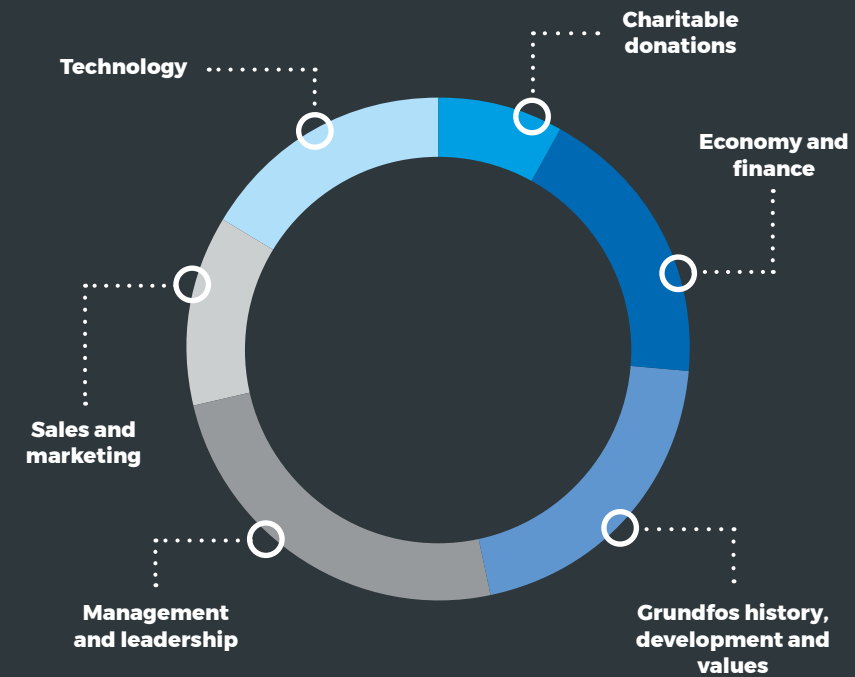 Charitable
donations
Technology
Economy and
finance
Sales and
marketing
Management
and leadership
Grundfos history,
development and
values